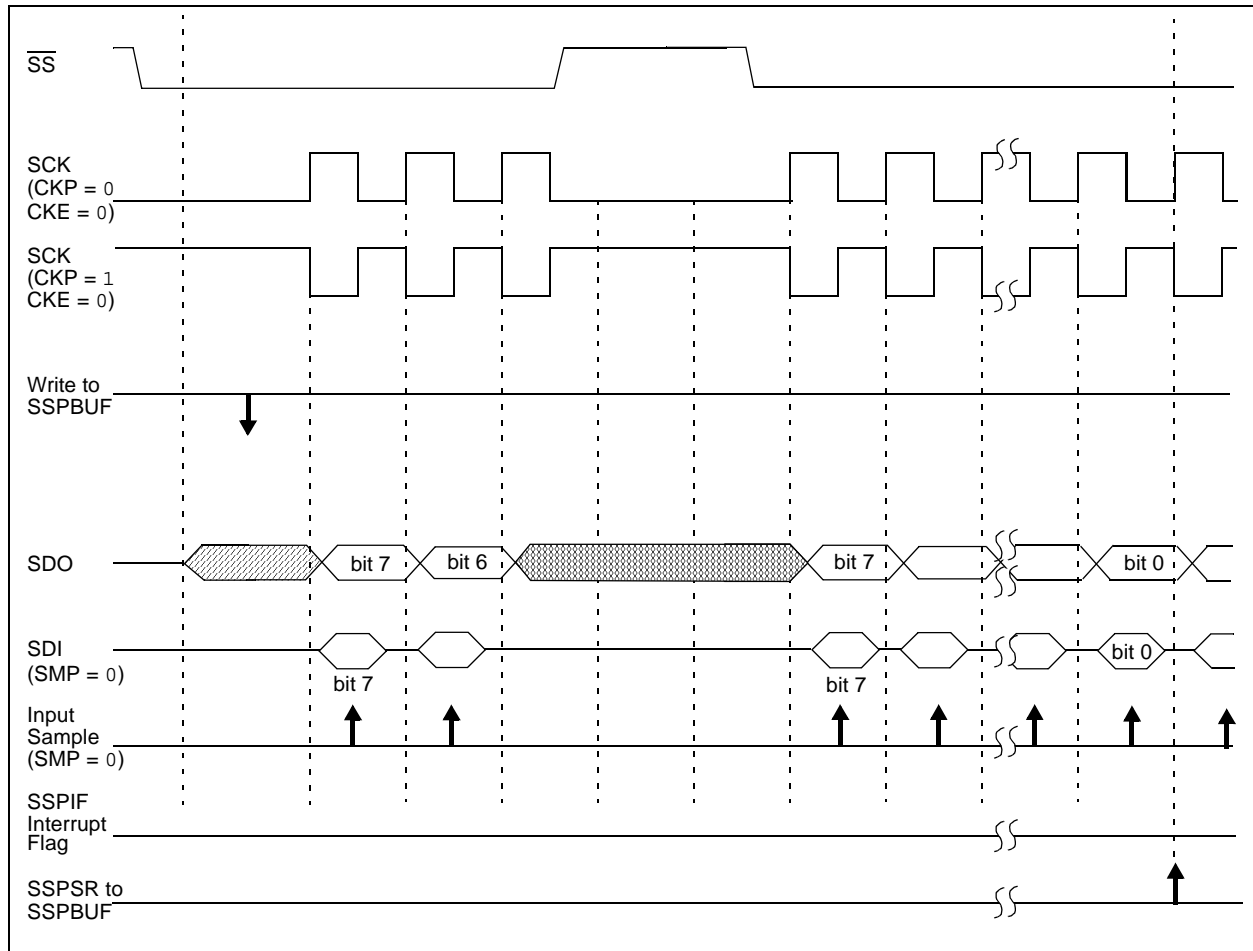 SS
SCK
(CKP = 0
CKE = 0)
SCK
(CKP = 1
CKE = 0)
Write to
SSPBUF
SDO
bit 7
bit 6
bit 7
bit 0
SDI
(SMP = 0)
bit 7
bit 7
bit 0
Input
Sample
(SMP = 0)
SSPIF
Interrupt
Flag
SSPSR to
SSPBUF